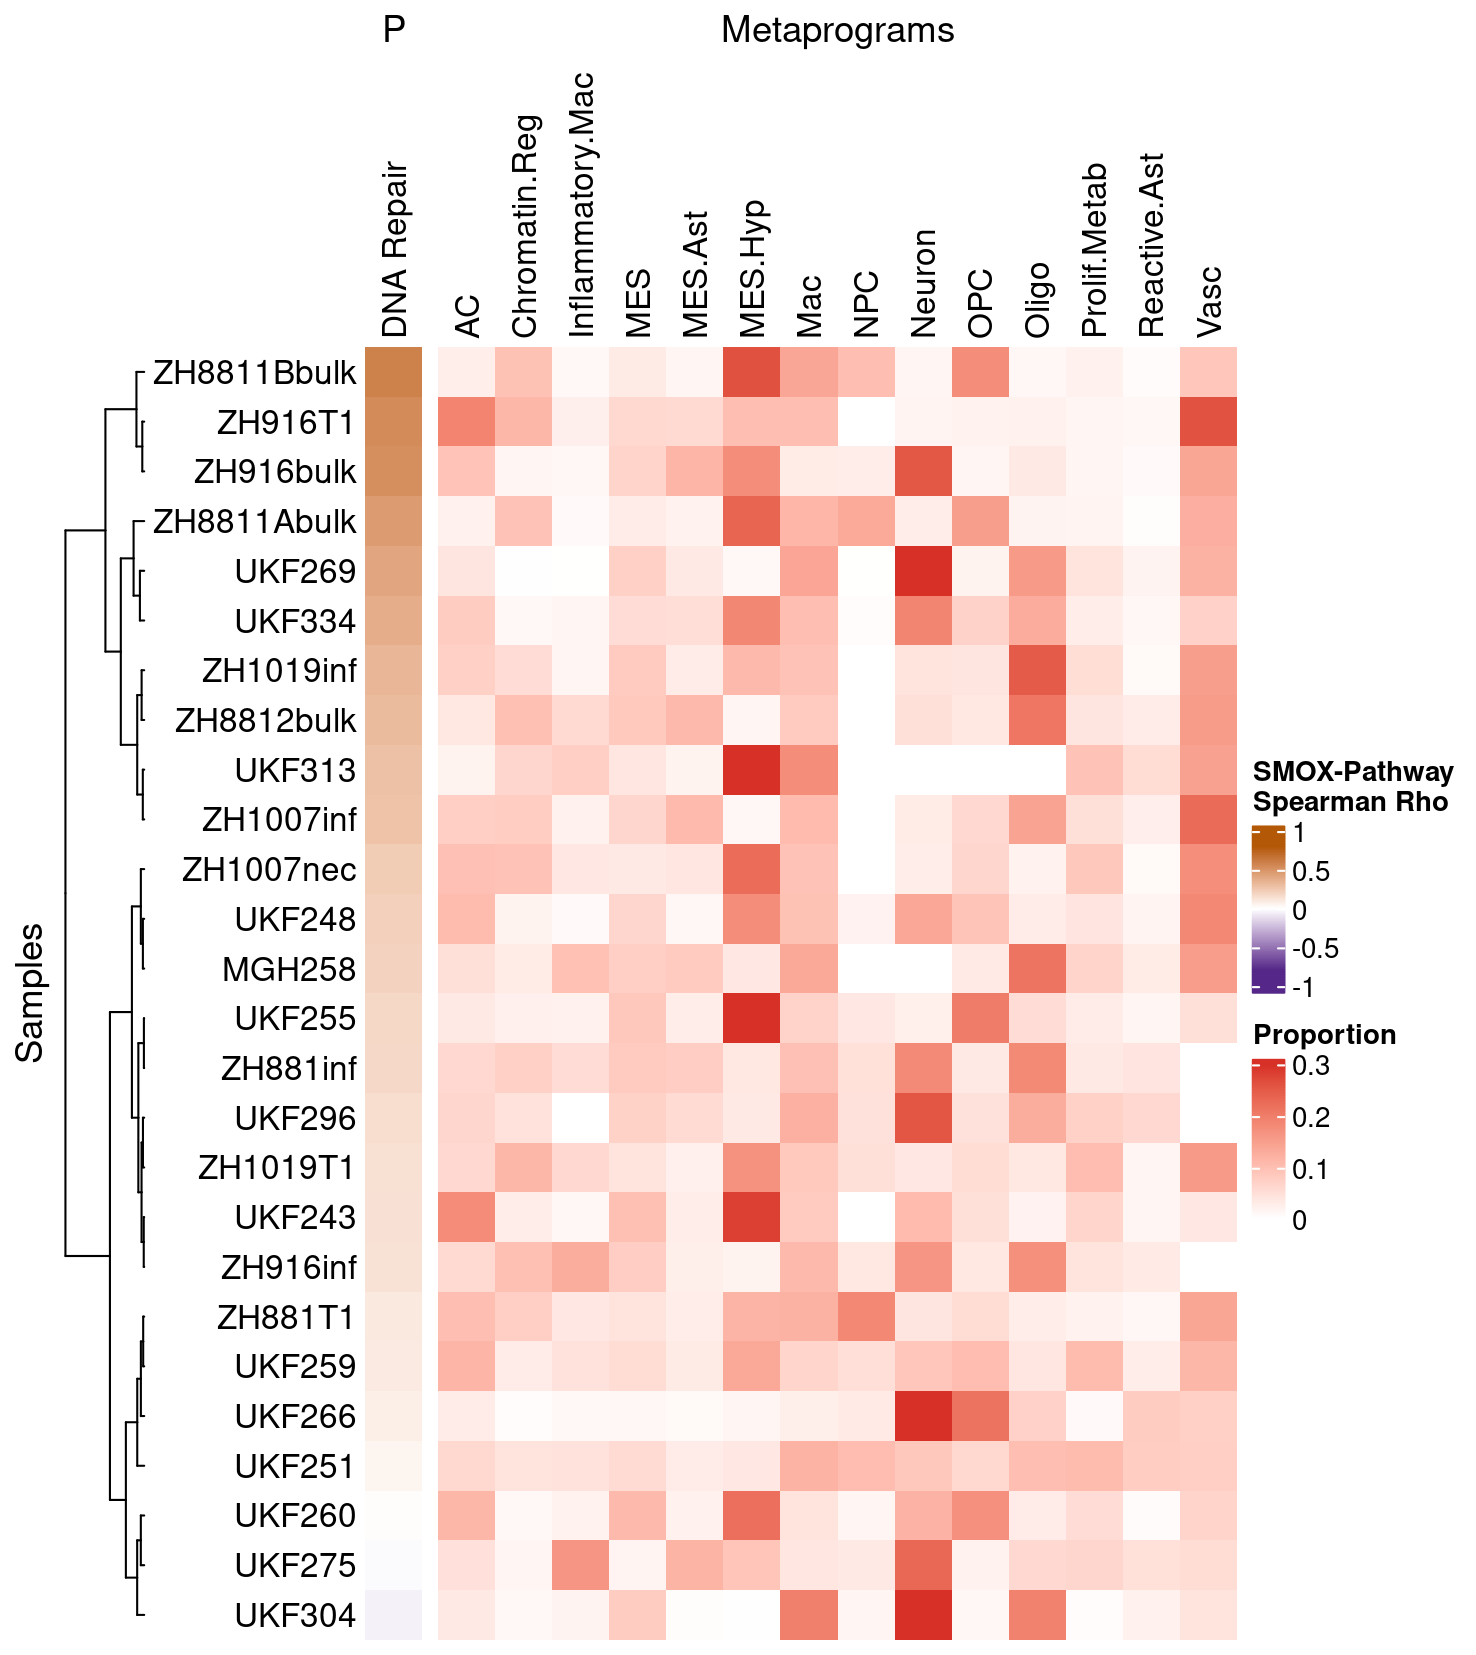 P
Metaprograms
DNA Repair
AC
Chromatin.Reg
Inflammatory.Mac
MES
MES.Ast
MES.Hyp
Mac
NPC
Neuron
OPC
Oligo
Prolif.Metab
Reactive.Ast
Vasc
Samples
ZH8811Bbulk
ZH916T1
ZH916bulk
ZH8811Abulk
UKF269
UKF334
ZH1019inf
ZH8812bulk
UKF313
ZH1007inf
ZH1007nec
UKF248
MGH258
UKF255
ZH881inf
UKF296
ZH1019T1
UKF243
ZH916inf
ZH881T1
UKF259
UKF266
UKF251
UKF260
UKF275
UKF304
SMOX-Pathway
Spearman Rho
1
0.5
0
-0.5
-1
Proportion
0.3
0.2
0.1
0